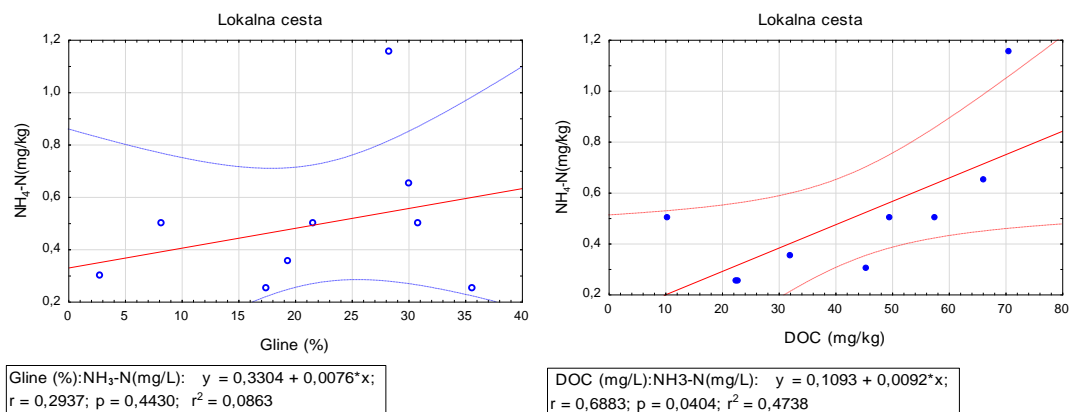 Lokalna cesta
NH₄-N(mg/kg)
1,2
1,0
0,8
0,6
0,4
0,2
0 5 10 15 20 25 30 35 40
Gline (%)
Gline (%):NH₃-N(mg/L): y = 0,3304 + 0,0076*x;
r = 0,2937; p = 0,4430; r² = 0,0863
Lokalna cesta
NH₄-N(mg/kg)
1,2
1,0
0,8
0,6
0,4
0,2
0 10 20 30 40 50 60 70 80
DOC (mg/kg)
DOC (mg/L):NH3-N(mg/L): y = 0,1093 + 0,0092*x;
r = 0,6883; p = 0,0404; r² = 0,4738